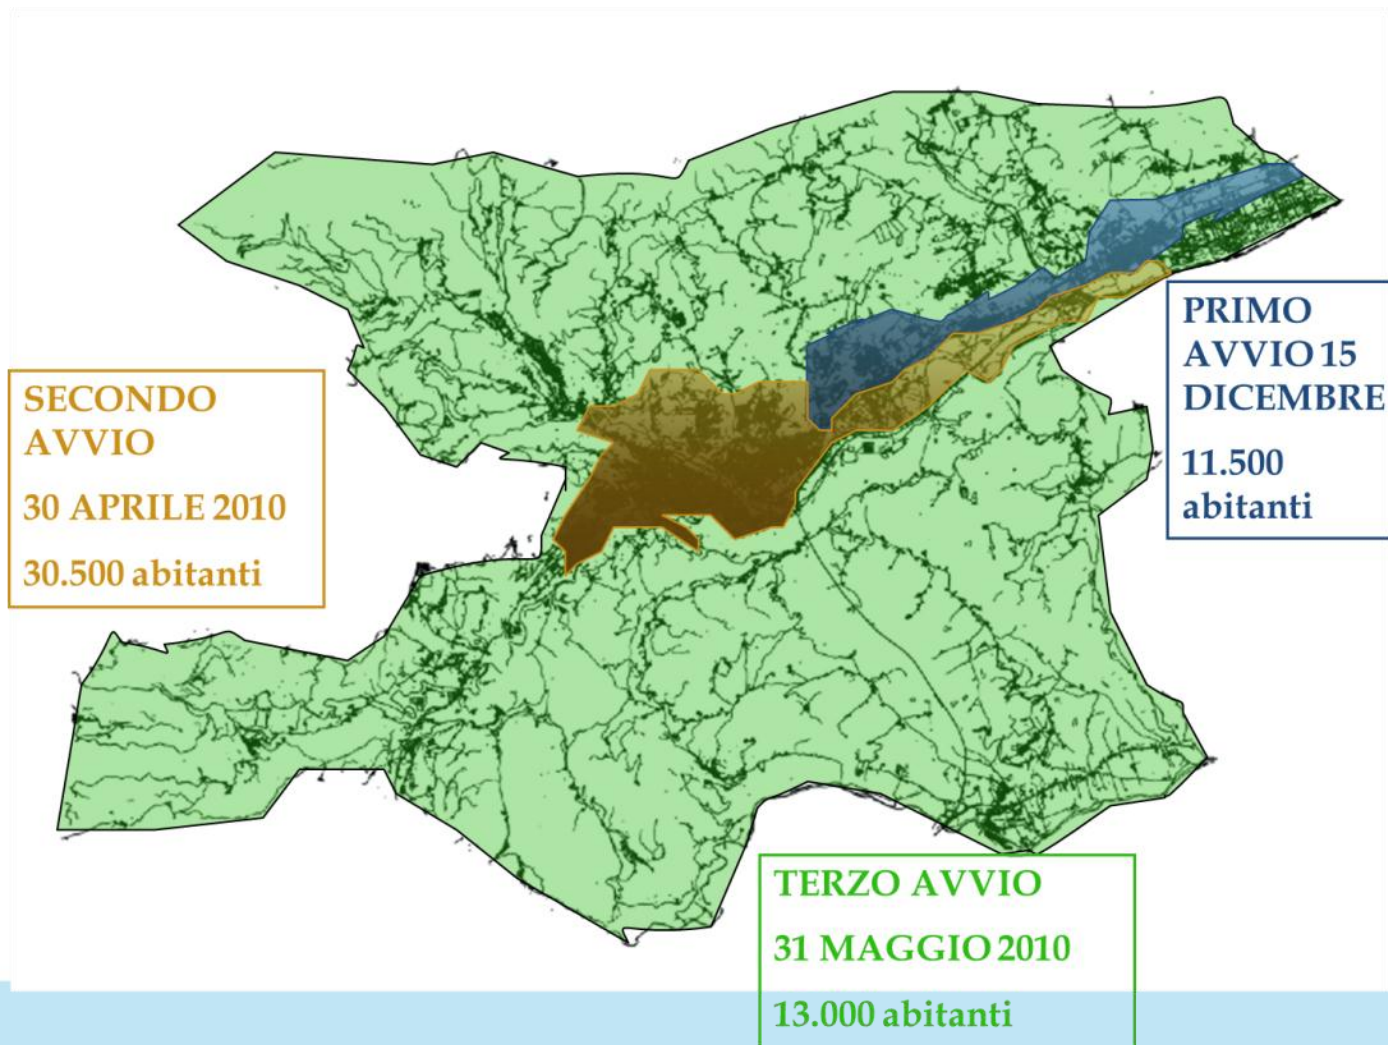 PRIMO
AVVIO 15
DICEMBRE
11.500
abitanti
SECONDO
AVVIO
30 APRILE 2010
30.500 abitanti
TERZO AVVIO
31 MAGGIO 2010
13.000 abitanti